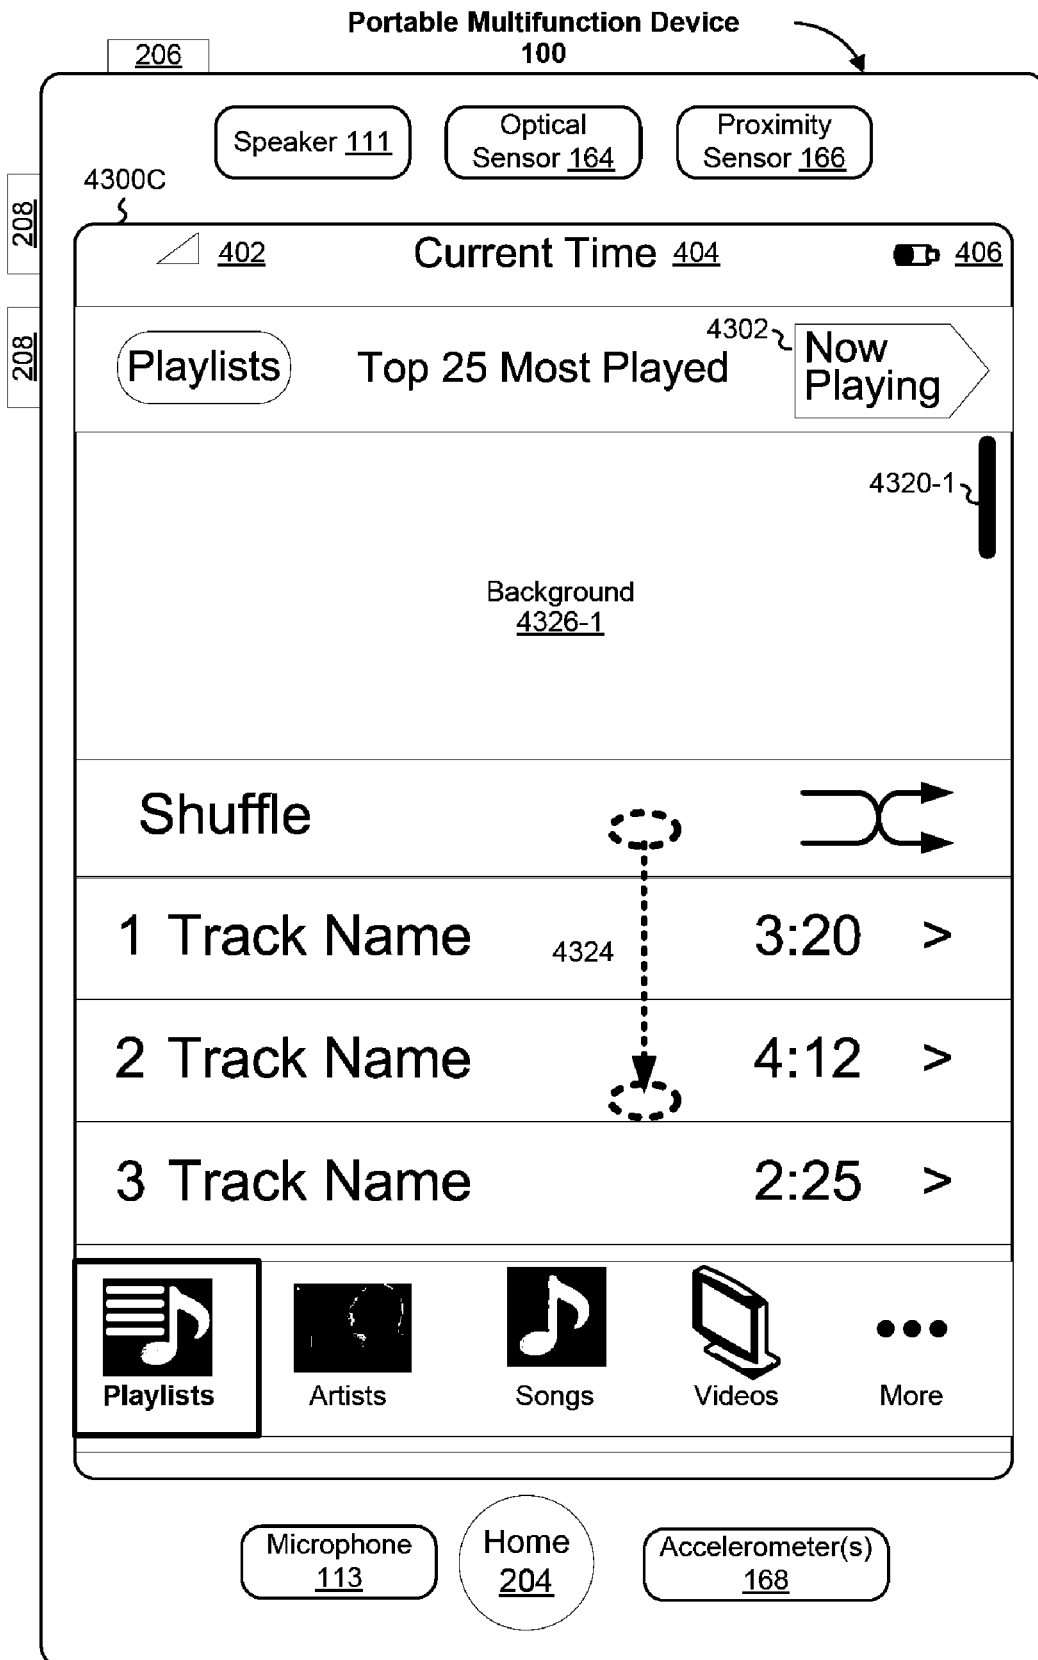 Portable Multifunction Device
100
206
Speaker 111
Optical
Sensor 164
Proximity
Sensor 166
4300C
208
208
402
Current Time 404
406
Playlists
Top 25 Most Played
4302
Now
Playing
4320-1
Background
4326-1
Shuffle
1 Track Name
4324
3:20 >
2 Track Name
4:12 >
3 Track Name
2:25 >
Playlists
Artists
Songs
Videos
More
Microphone
113
Home
204
Accelerometer(s)
168